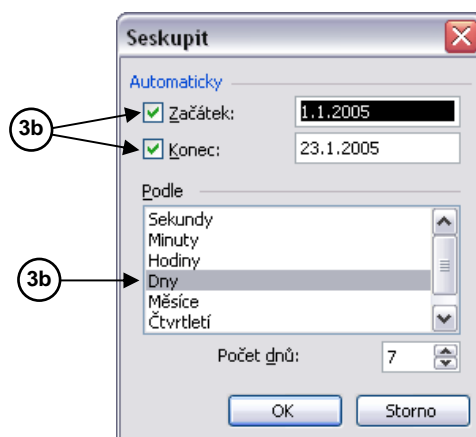 Seskupit
Automaticky
3b
Začátek: 1.1.2005
Konec: 23.1.2005
Podle
Sekundy
Minuty
Hodiny
3b
Dny
Měsíce
Čtvrtletí
Počet dnů: 7
OK Storno